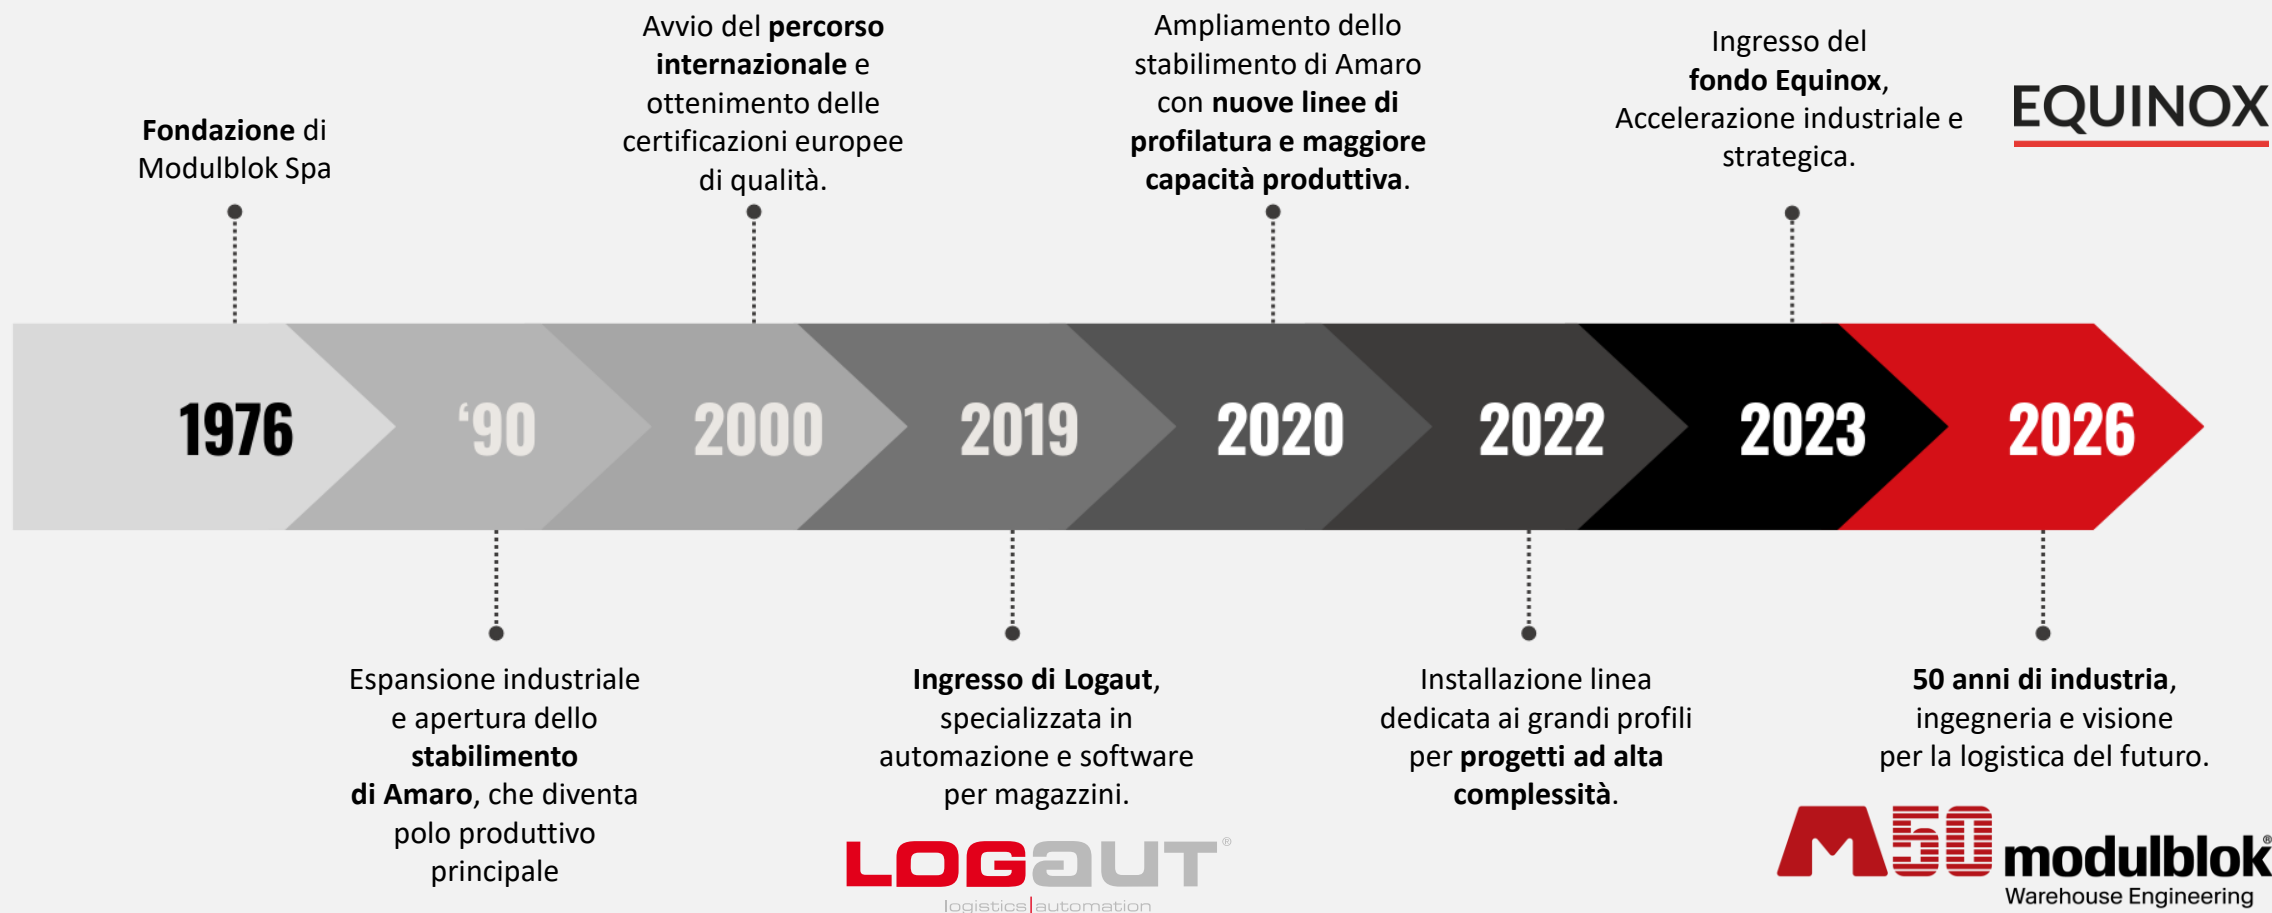 Fondazione di
Modulblok Spa
Avvio del percorso
internazionale e
ottenimento delle
certificazioni europee
di qualità.
Ampliamento dello
stabilimento di Amaro
con nuove linee di
profilatura e maggiore
capacità produttiva.
Ingresso del
fondo Equinox,
Accelerazione industriale e
strategica.
EQUINOX
1976
‘90
2000
2019
2020
2022
2023
2026
Espansione industriale
e apertura dello
stabilimento
di Amaro, che diventa
polo produttivo
principale
Ingresso di Logaut,
specializzata in
automazione e software
per magazzini.
LOGAUT®
logistics|automation
Installazione linea
dedicata ai grandi profili
per progetti ad alta
complessità.
50 anni di industria,
ingegneria e visione
per la logistica del futuro.
M50 modulblok®
Warehouse Engineering